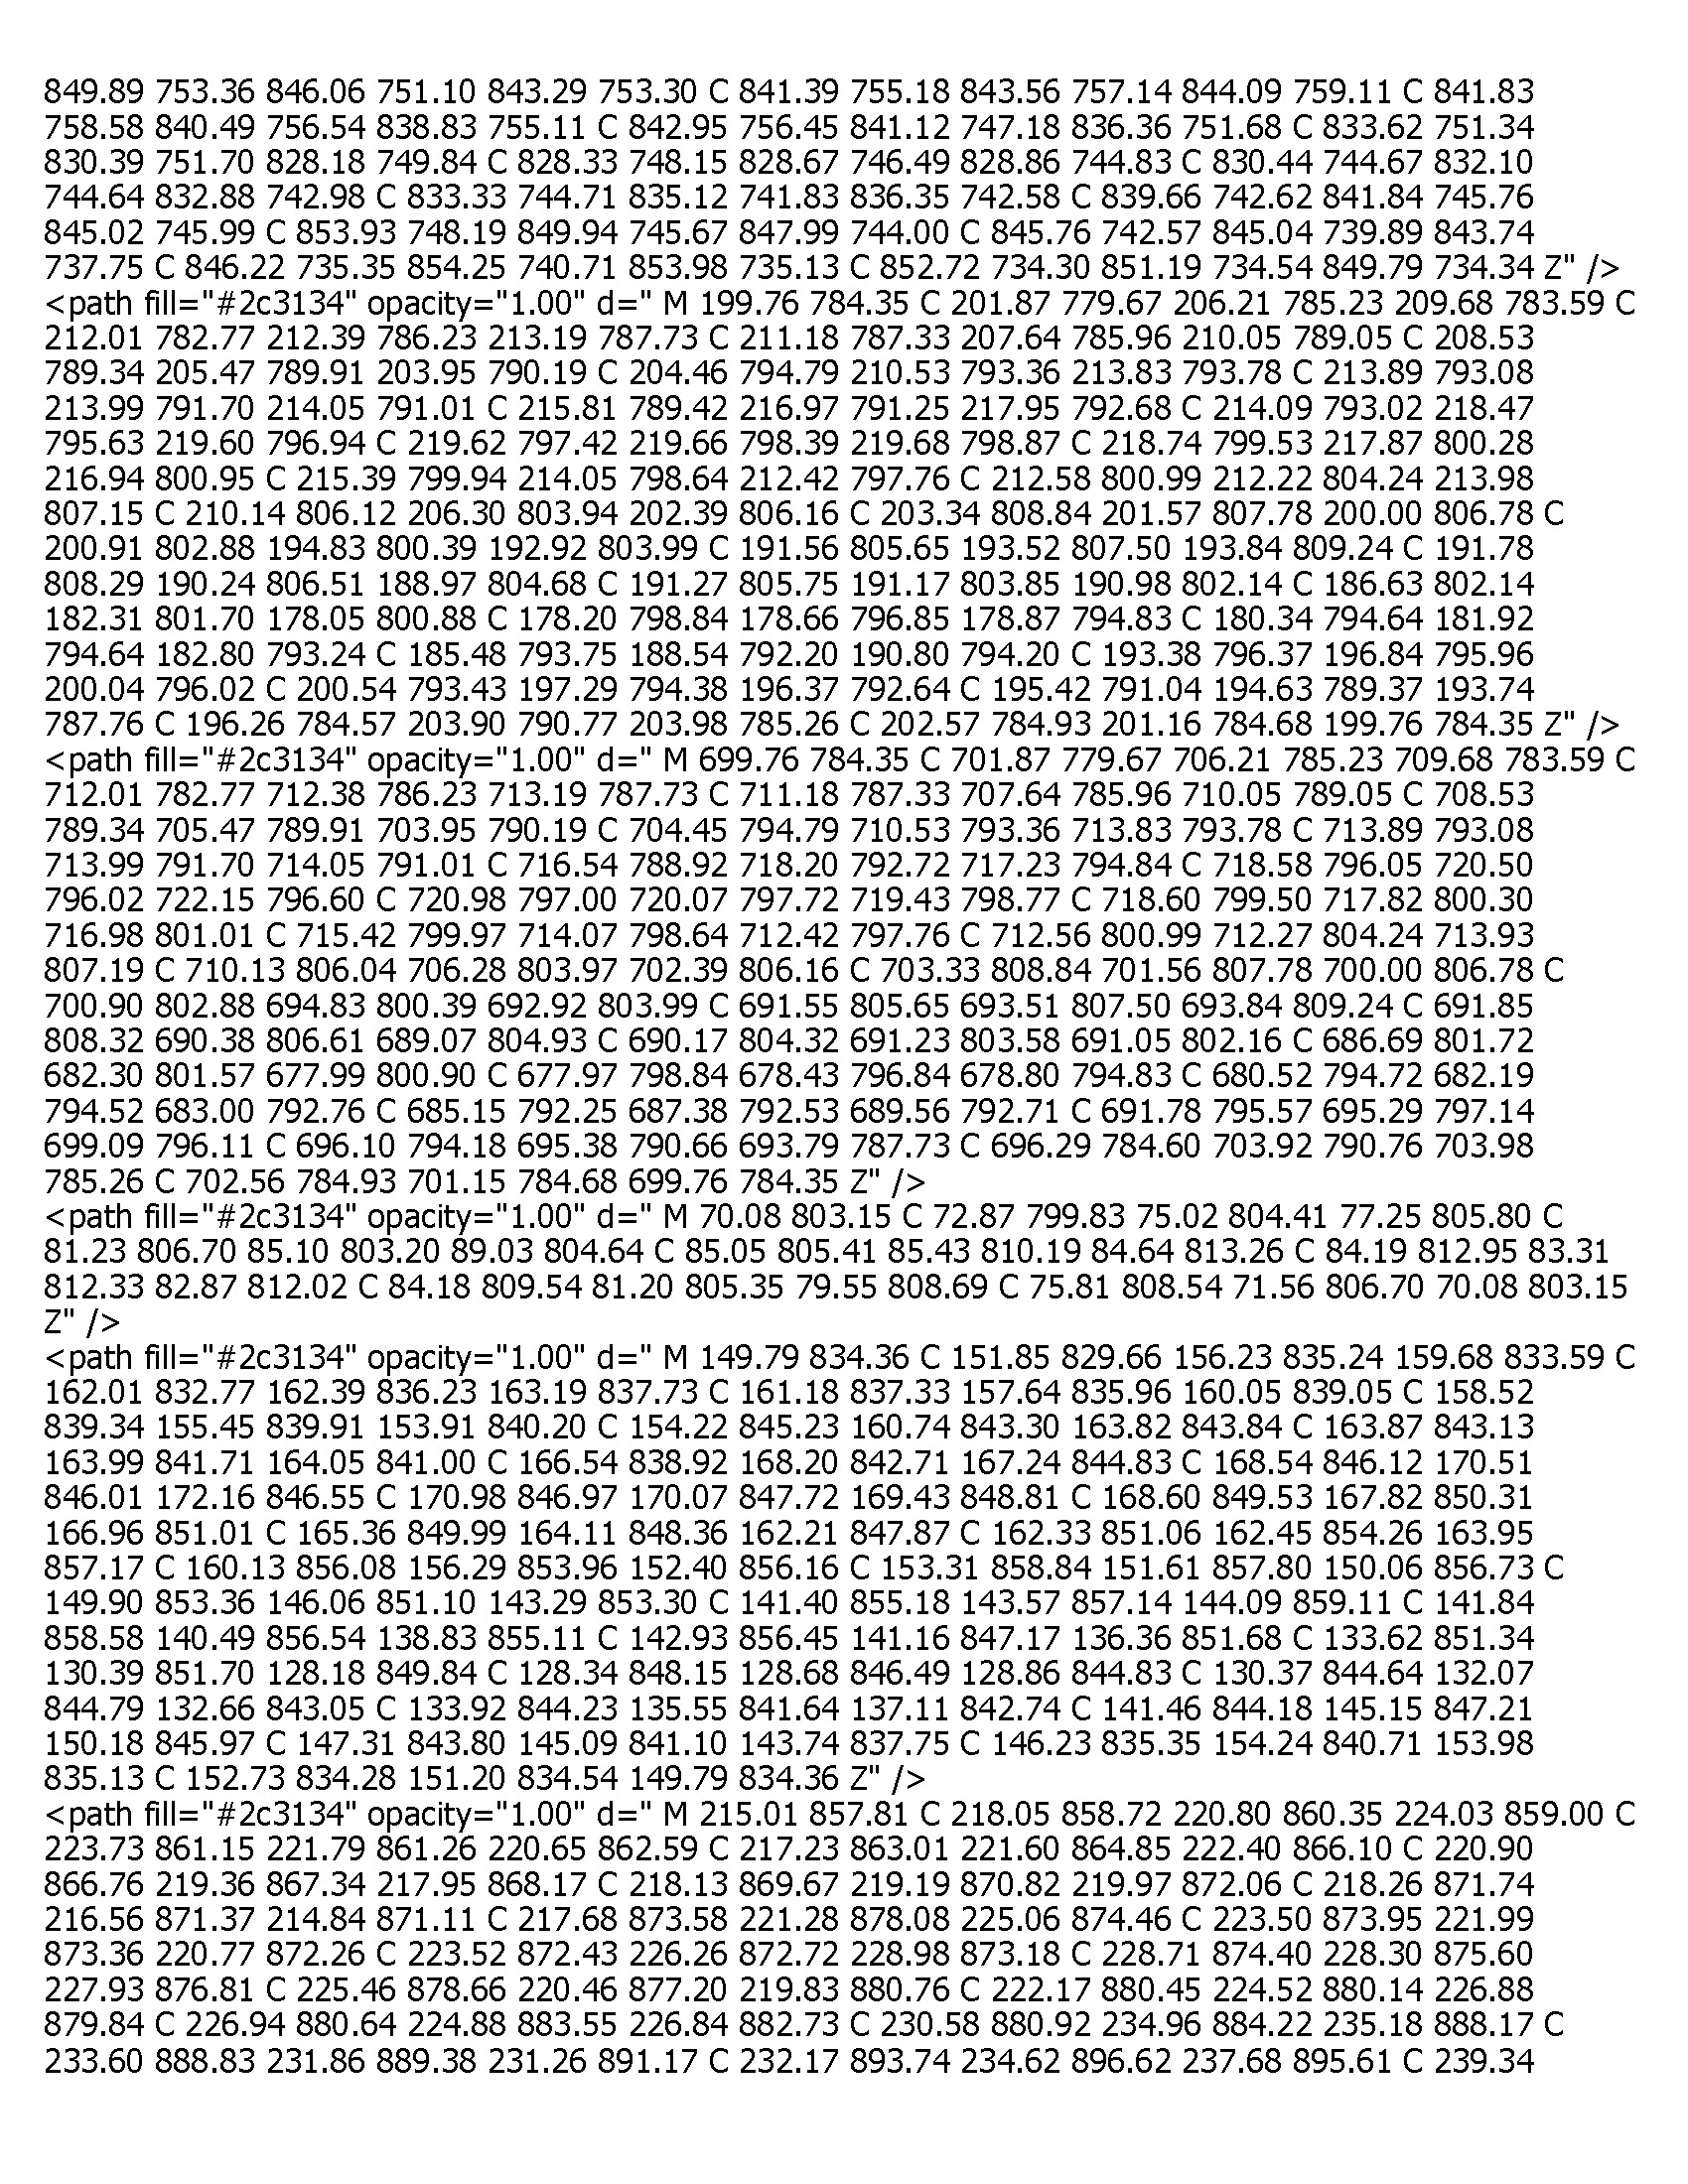 849.89 753.36 846.06 751.10 843.29 753.30 C 841.39 755.18 843.56 757.14 844.09 759.11 C 841.83
758.58 840.49 756.54 838.83 755.11 C 842.95 756.45 841.12 747.18 836.36 751.68 C 833.62 751.34
830.39 751.70 828.18 749.84 C 828.33 748.15 828.67 746.49 828.86 744.83 C 830.44 744.67 832.10
744.64 832.88 742.98 C 833.33 744.71 835.12 741.83 836.35 742.58 C 839.66 742.62 841.84 745.76
845.02 745.99 C 853.93 748.19 849.94 745.67 847.99 744.00 C 845.76 742.57 845.04 739.89 843.74
737.75 C 846.22 735.35 854.25 740.71 853.98 735.13 C 852.72 734.30 851.19 734.54 849.79 734.34 Z" />
<path fill="#2c3134" opacity="1.00" d=" M 199.76 784.35 C 201.87 779.67 206.21 785.23 209.68 783.59 C
212.01 782.77 212.39 786.23 213.19 787.73 C 211.18 787.33 207.64 785.96 210.05 789.05 C 208.53
789.34 205.47 789.91 203.95 790.19 C 204.46 794.79 210.53 793.36 213.83 793.78 C 213.89 793.08
213.99 791.70 214.05 791.01 C 215.81 789.42 216.97 791.25 217.95 792.68 C 214.09 793.02 218.47
795.63 219.60 796.94 C 219.62 797.42 219.66 798.39 219.68 798.87 C 218.74 799.53 217.87 800.28
216.94 800.95 C 215.39 799.94 214.05 798.64 212.42 797.76 C 212.58 800.99 212.22 804.24 213.98
807.15 C 210.14 806.12 206.30 803.94 202.39 806.16 C 203.34 808.84 201.57 807.78 200.00 806.78 C
200.91 802.88 194.83 800.39 192.92 803.99 C 191.56 805.65 193.52 807.50 193.84 809.24 C 191.78
808.29 190.24 806.51 188.97 804.68 C 191.27 805.75 191.17 803.85 190.98 802.14 C 186.63 802.14
182.31 801.70 178.05 800.88 C 178.20 798.84 178.66 796.85 178.87 794.83 C 180.34 794.64 181.92
794.64 182.80 793.24 C 185.48 793.75 188.54 792.20 190.80 794.20 C 193.38 796.37 196.84 795.96
200.04 796.02 C 200.54 793.43 197.29 794.38 196.37 792.64 C 195.42 791.04 194.63 789.37 193.74
787.76 C 196.26 784.57 203.90 790.77 203.98 785.26 C 202.57 784.93 201.16 784.68 199.76 784.35 Z" />
<path fill="#2c3134" opacity="1.00" d=" M 699.76 784.35 C 701.87 779.67 706.21 785.23 709.68 783.59 C
712.01 782.77 712.38 786.23 713.19 787.73 C 711.18 787.33 707.64 785.96 710.05 789.05 C 708.53
789.34 705.47 789.91 703.95 790.19 C 704.45 794.79 710.53 793.36 713.83 793.78 C 713.89 793.08
713.99 791.70 714.05 791.01 C 716.54 788.92 718.20 792.72 717.23 794.84 C 718.58 796.05 720.50
796.02 722.15 796.60 C 720.98 797.00 720.07 797.72 719.43 798.77 C 718.60 799.50 717.82 800.30
716.98 801.01 C 715.42 799.97 714.07 798.64 712.42 797.76 C 712.56 800.99 712.27 804.24 713.93
807.19 C 710.13 806.04 706.28 803.97 702.39 806.16 C 703.33 808.84 701.56 807.78 700.00 806.78 C
700.90 802.88 694.83 800.39 692.92 803.99 C 691.55 805.65 693.51 807.50 693.84 809.24 C 691.85
808.32 690.38 806.61 689.07 804.93 C 690.17 804.32 691.23 803.58 691.05 802.16 C 686.69 801.72
682.30 801.57 677.99 800.90 C 677.97 798.84 678.43 796.84 678.80 794.83 C 680.52 794.72 682.19
794.52 683.00 792.76 C 685.15 792.25 687.38 792.53 689.56 792.71 C 691.78 795.57 695.29 797.14
699.09 796.11 C 696.10 794.18 695.38 790.66 693.79 787.73 C 696.29 784.60 703.92 790.76 703.98
785.26 C 702.56 784.93 701.15 784.68 699.76 784.35 Z" />
<path fill="#2c3134" opacity="1.00" d=" M 70.08 803.15 C 72.87 799.83 75.02 804.41 77.25 805.80 C
81.23 806.70 85.10 803.20 89.03 804.64 C 85.05 805.41 85.43 810.19 84.64 813.26 C 84.19 812.95 83.31
812.33 82.87 812.02 C 84.18 809.54 81.20 805.35 79.55 808.69 C 75.81 808.54 71.56 806.70 70.08 803.15
Z" />
<path fill="#2c3134" opacity="1.00" d=" M 149.79 834.36 C 151.85 829.66 156.23 835.24 159.68 833.59 C
162.01 832.77 162.39 836.23 163.19 837.73 C 161.18 837.33 157.64 835.96 160.05 839.05 C 158.52
839.34 155.45 839.91 153.91 840.20 C 154.22 845.23 160.74 843.30 163.82 843.84 C 163.87 843.13
163.99 841.71 164.05 841.00 C 166.54 838.92 168.20 842.71 167.24 844.83 C 168.54 846.12 170.51
846.01 172.16 846.55 C 170.98 846.97 170.07 847.72 169.43 848.81 C 168.60 849.53 167.82 850.31
166.96 851.01 C 165.36 849.99 164.11 848.36 162.21 847.87 C 162.33 851.06 162.45 854.26 163.95
857.17 C 160.13 856.08 156.29 853.96 152.40 856.16 C 153.31 858.84 151.61 857.80 150.06 856.73 C
149.90 853.36 146.06 851.10 143.29 853.30 C 141.40 855.18 143.57 857.14 144.09 859.11 C 141.84
858.58 140.49 856.54 138.83 855.11 C 142.93 856.45 141.16 847.17 136.36 851.68 C 133.62 851.34
130.39 851.70 128.18 849.84 C 128.34 848.15 128.68 846.49 128.86 844.83 C 130.37 844.64 132.07
844.79 132.66 843.05 C 133.92 844.23 135.55 841.64 137.11 842.74 C 141.46 844.18 145.15 847.21
150.18 845.97 C 147.31 843.80 145.09 841.10 143.74 837.75 C 146.23 835.35 154.24 840.71 153.98
835.13 C 152.73 834.28 151.20 834.54 149.79 834.36 Z" />
<path fill="#2c3134" opacity="1.00" d=" M 215.01 857.81 C 218.05 858.72 220.80 860.35 224.03 859.00 C
223.73 861.15 221.79 861.26 220.65 862.59 C 217.23 863.01 221.60 864.85 222.40 866.10 C 220.90
866.76 219.36 867.34 217.95 868.17 C 218.13 869.67 219.19 870.82 219.97 872.06 C 218.26 871.74
216.56 871.37 214.84 871.11 C 217.68 873.58 221.28 878.08 225.06 874.46 C 223.50 873.95 221.99
873.36 220.77 872.26 C 223.52 872.43 226.26 872.72 228.98 873.18 C 228.71 874.40 228.30 875.60
227.93 876.81 C 225.46 878.66 220.46 877.20 219.83 880.76 C 222.17 880.45 224.52 880.14 226.88
879.84 C 226.94 880.64 224.88 883.55 226.84 882.73 C 230.58 880.92 234.96 884.22 235.18 888.17 C
233.60 888.83 231.86 889.38 231.26 891.17 C 232.17 893.74 234.62 896.62 237.68 895.61 C 239.34